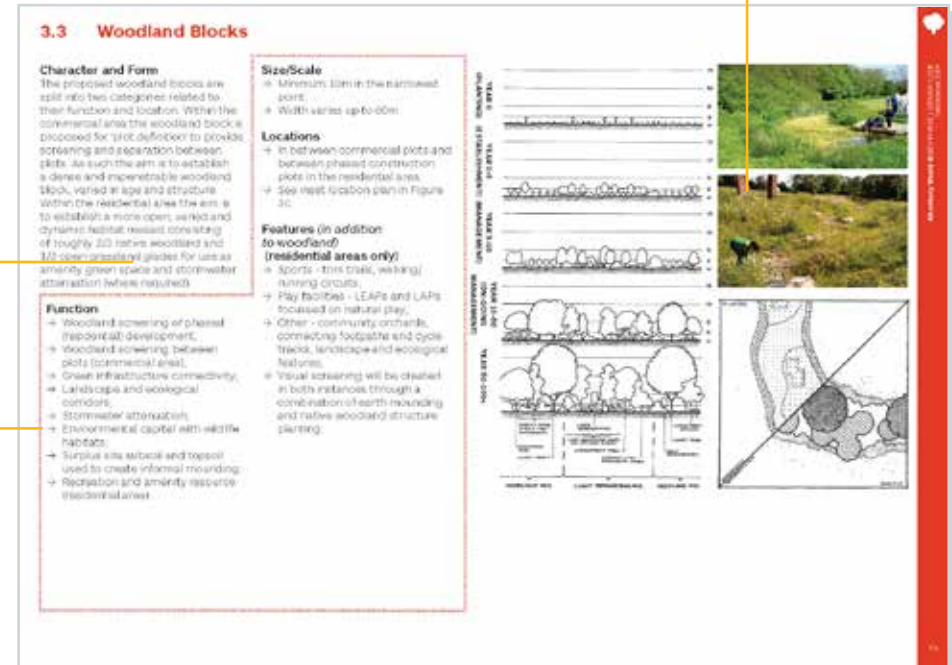 3.3 Woodland Blocks
Character and Form
The proposed woodland blocks are
split into two categories related to
their function and location. Within the
commercial area the woodland block is
proposed for 'plot definition' to provide
screening and separation between
plots. As such the aim is to establish
a dense and impenetrable woodland
block, varied in age and structure.
Within the residential area the aim is
to establish a more open, varied and
dynamic habitat mosaic consisting
of roughly 2/3 native woodland and
1/3 open grassland glades for use as
amenity green space and stormwater
attenuation (where required).
Function
→ Woodland screening of phased
(residential) development;
→ Woodland screening between
plots (commercial area);
→ Green infrastructure connectivity;
→ Landscape and ecological
corridors;
→ Stormwater attenuation;
→ Environmental capital with wildlife
habitats;
→ Surplus site subsoil and topsoil
used to create informal mounding;
→ Recreation and amenity resource
(residential area).
Size/Scale
→ Minimum 10m in the narrowest
point.
→ Width varies up to 60m.
Locations
→ In between commercial plots and
between phased construction
plots in the residential area.
→ See inset location plan in Figure
Features (in addition
to woodland)
(residential areas only)
→ Sports - trim trails, walking/
running circuits;
→ Play facilities - LEAPs and LAPs
focussed on natural play;
→ Other - community orchards,
connecting footpaths and cycle
tracks, landscape and ecological
features;
→ Visual screening will be created
in both instances through a
combination of earth mounding
and native woodland structure
planting.